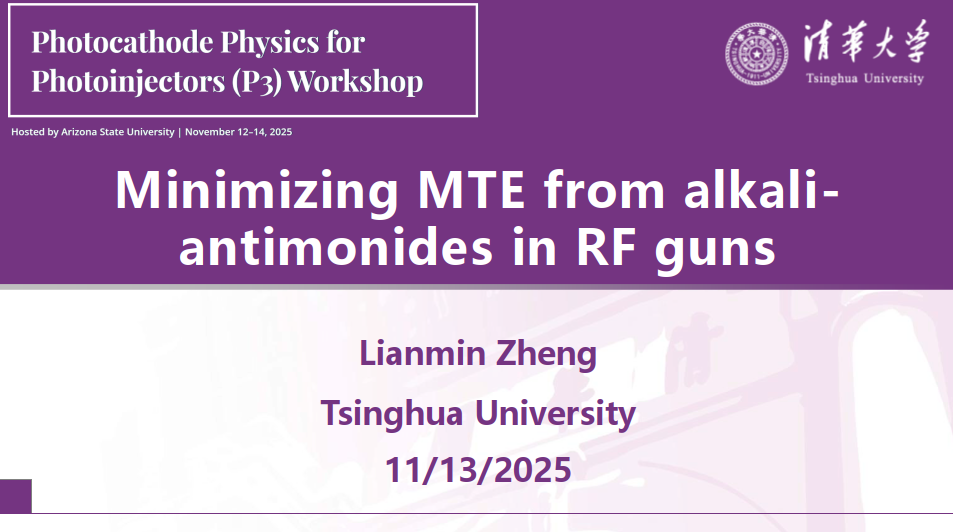 Photocathode Physics for
Photoinjectors (P3) Workshop
清華大学
Tsinghua University
Hosted by Arizona State University | November 12–14, 2025
Minimizing MTE from alkali-
antimonides in RF guns
Lianmin Zheng
Tsinghua University
11/13/2025